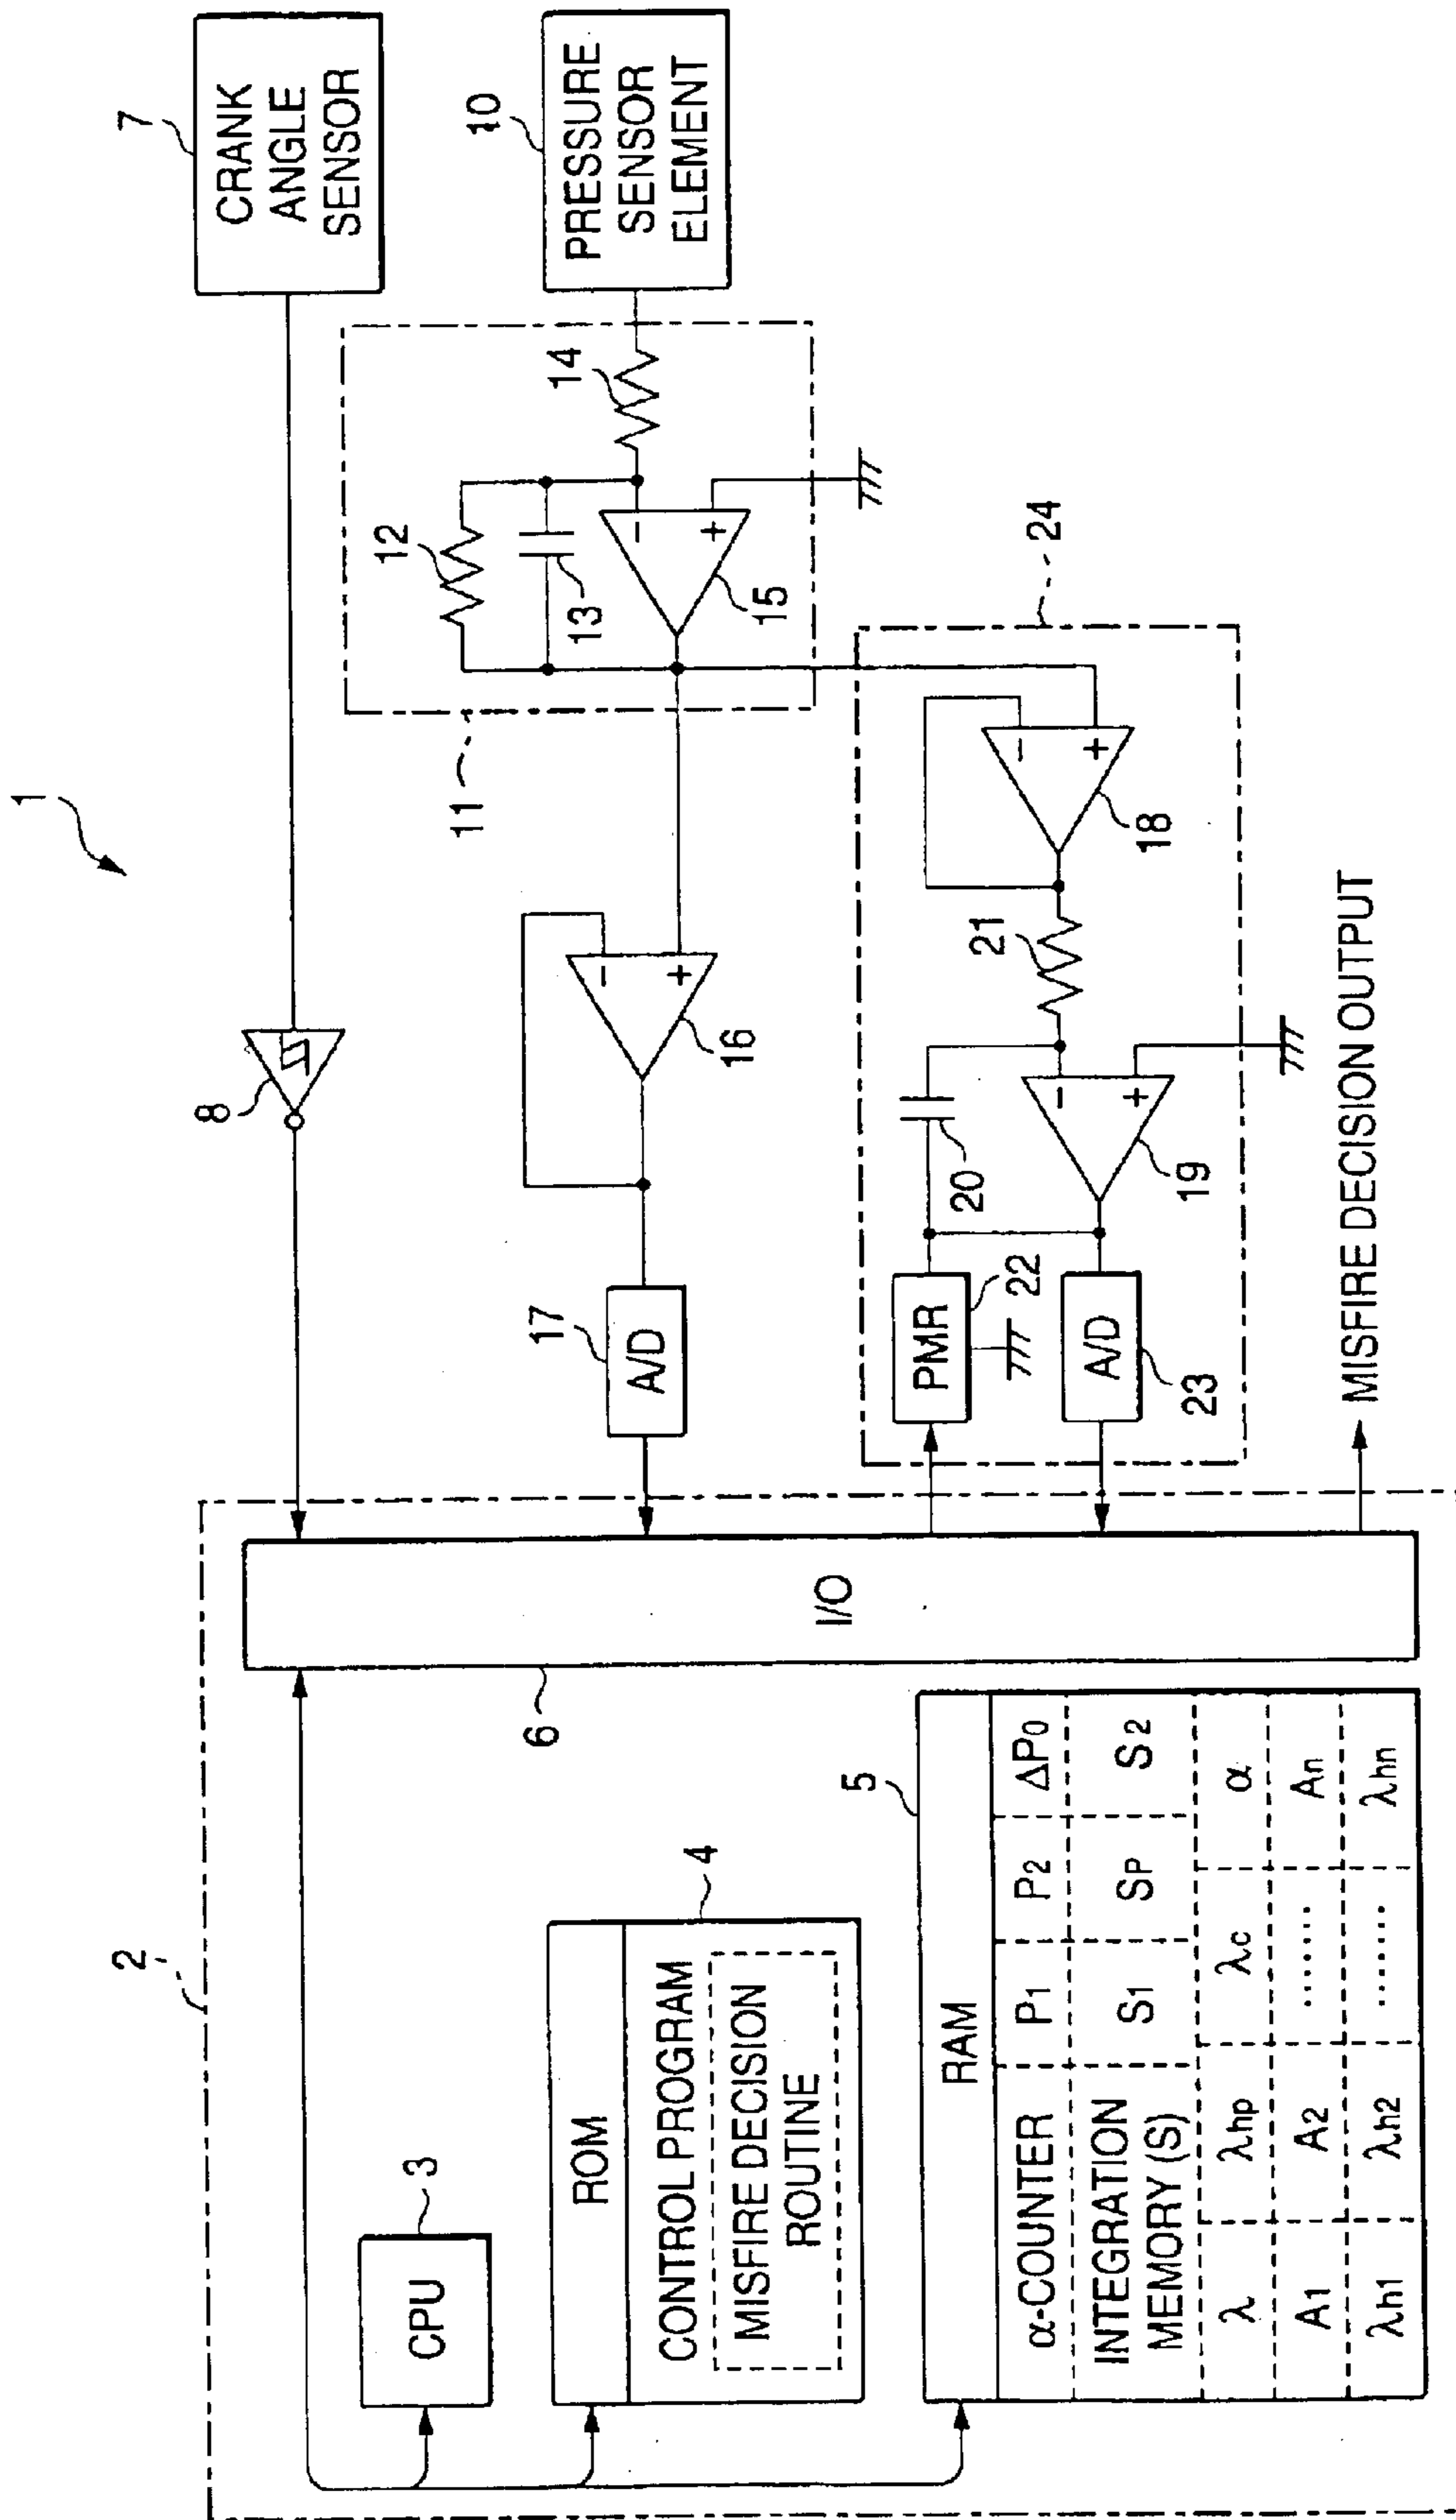 1
2
CPU
3
ROM
CONTROL PROGRAM
MISFIRE DECISION
ROUTINE
4
RAM
5
α-COUNTER P1 P2 ΔP0
INTEGRATION
MEMORY (S) S1 SP S2
λ λhp λc α
A1 A2 ....... An
λh1 λh2 ....... λhn
I/O
6
8
7
CRANK
ANGLE
SENSOR
17
A/D
-
+
16
11
12
13
-
+
15
14
10
PRESSURE
SENSOR
ELEMENT
24
PMR
22
A/D
23
20
-
+
19
21
-
+
18
MISFIRE DECISION OUTPUT